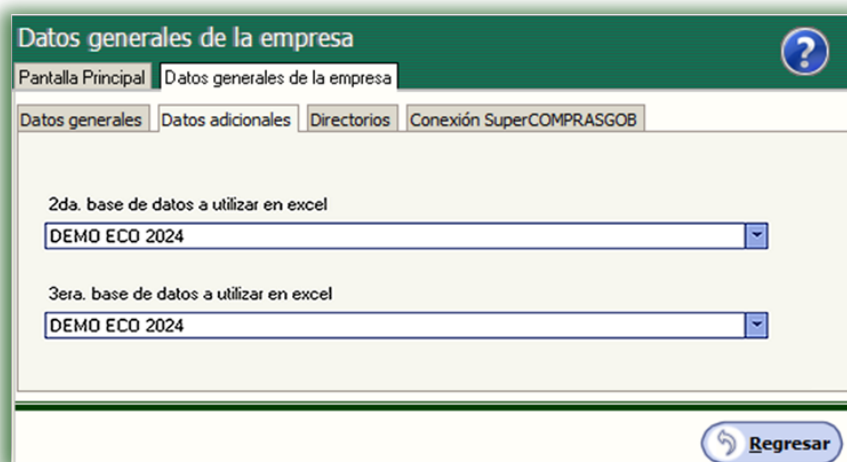 Datos generales de la empresa
?
Pantalla Principal Datos generales de la empresa
Datos generales Datos adicionales Directorios Conexión SuperCOMPRASGOB
2da. base de datos a utilizar en excel
DEMO ECO 2024
3era. base de datos a utilizar en excel
DEMO ECO 2024
Regresar